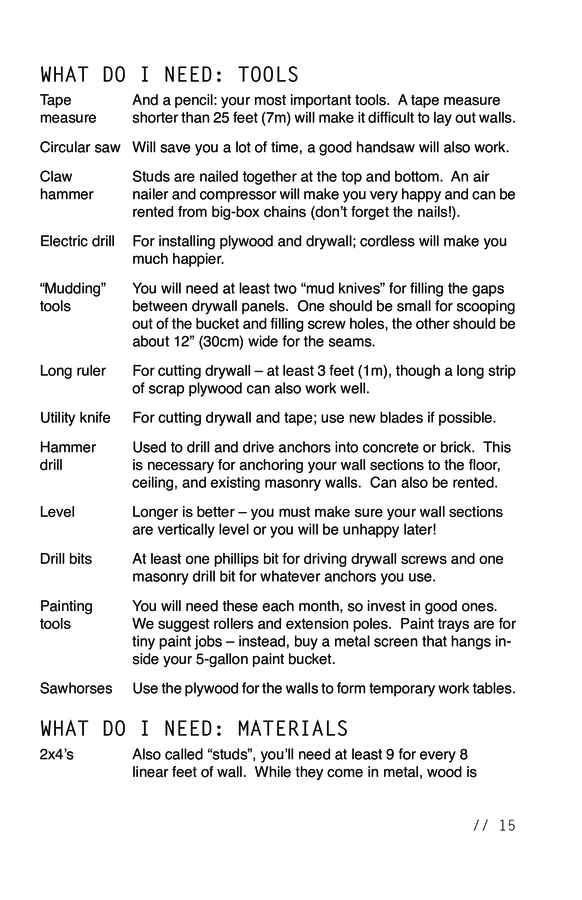 WHAT DO I NEED: TOOLS
Tape measure And a pencil: your most important tools. A tape measure
shorter than 25 feet (7m) will make it difficult to lay out walls.
Circular saw Will save you a lot of time, a good handsaw will also work.
Claw hammer Studs are nailed together at the top and bottom. An air
nailer and compressor will make you very happy and can be
rented from big-box chains (don't forget the nails!).
Electric drill For installing plywood and drywall; cordless will make you
much happier.
“Mudding” tools You will need at least two “mud knives” for filling the gaps
between drywall panels. One should be small for scooping
out of the bucket and filling screw holes, the other should be
about 12” (30cm) wide for the seams.
Long ruler For cutting drywall – at least 3 feet (1m), though a long strip
of scrap plywood can also work well.
Utility knife For cutting drywall and tape; use new blades if possible.
Hammer drill Used to drill and drive anchors into concrete or brick. This
is necessary for anchoring your wall sections to the floor,
ceiling, and existing masonry walls. Can also be rented.
Level Longer is better – you must make sure your wall sections
are vertically level or you will be unhappy later!
Drill bits At least one phillips bit for driving drywall screws and one
masonry drill bit for whatever anchors you use.
Painting tools You will need these each month, so invest in good ones.
We suggest rollers and extension poles. Paint trays are for
tiny paint jobs – instead, buy a metal screen that hangs in-
side your 5-gallon paint bucket.
Sawhorses Use the plywood for the walls to form temporary work tables.
WHAT DO I NEED: MATERIALS
2x4's Also called “studs”, you'll need at least 9 for every 8
linear feet of wall. While they come in metal, wood is
// 15